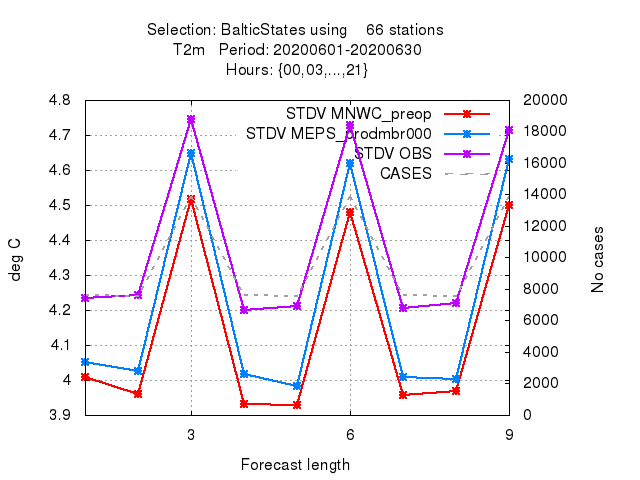 Selection: BalticStates using 66 stations
T2m Period: 20200601-20200630
Hours: {00,03,...,21}
STDV MNWC_preop
STDV MEPS_prodmbr000
STDV OBS
CASES
4.8
4.7
4.6
4.5
4.4
4.3
4.2
4.1
4
3.9
20000
18000
16000
14000
12000
10000
8000
6000
4000
2000
0
deg C
No cases
3
6
9
Forecast length